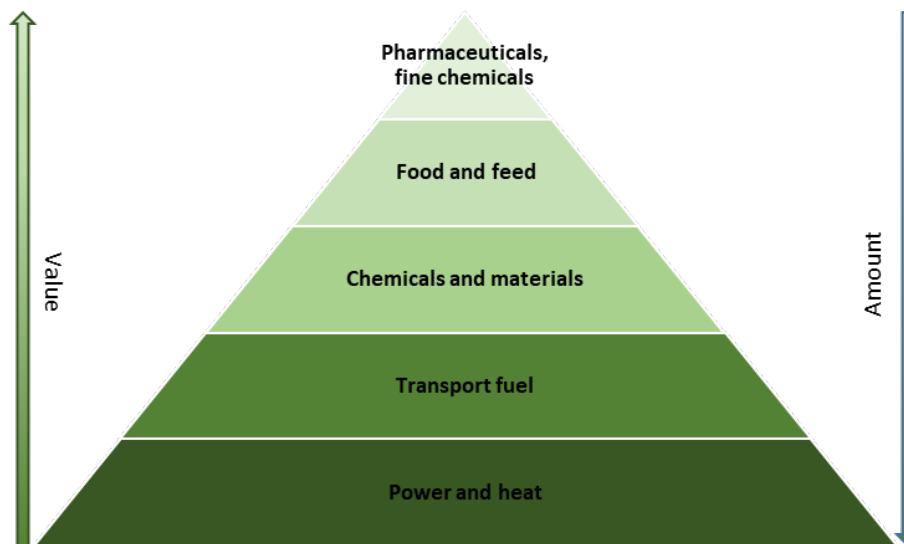 Pharmaceuticals,
fine chemicals
Food and feed
Chemicals and materials
Transport fuel
Power and heat
Value
Amount